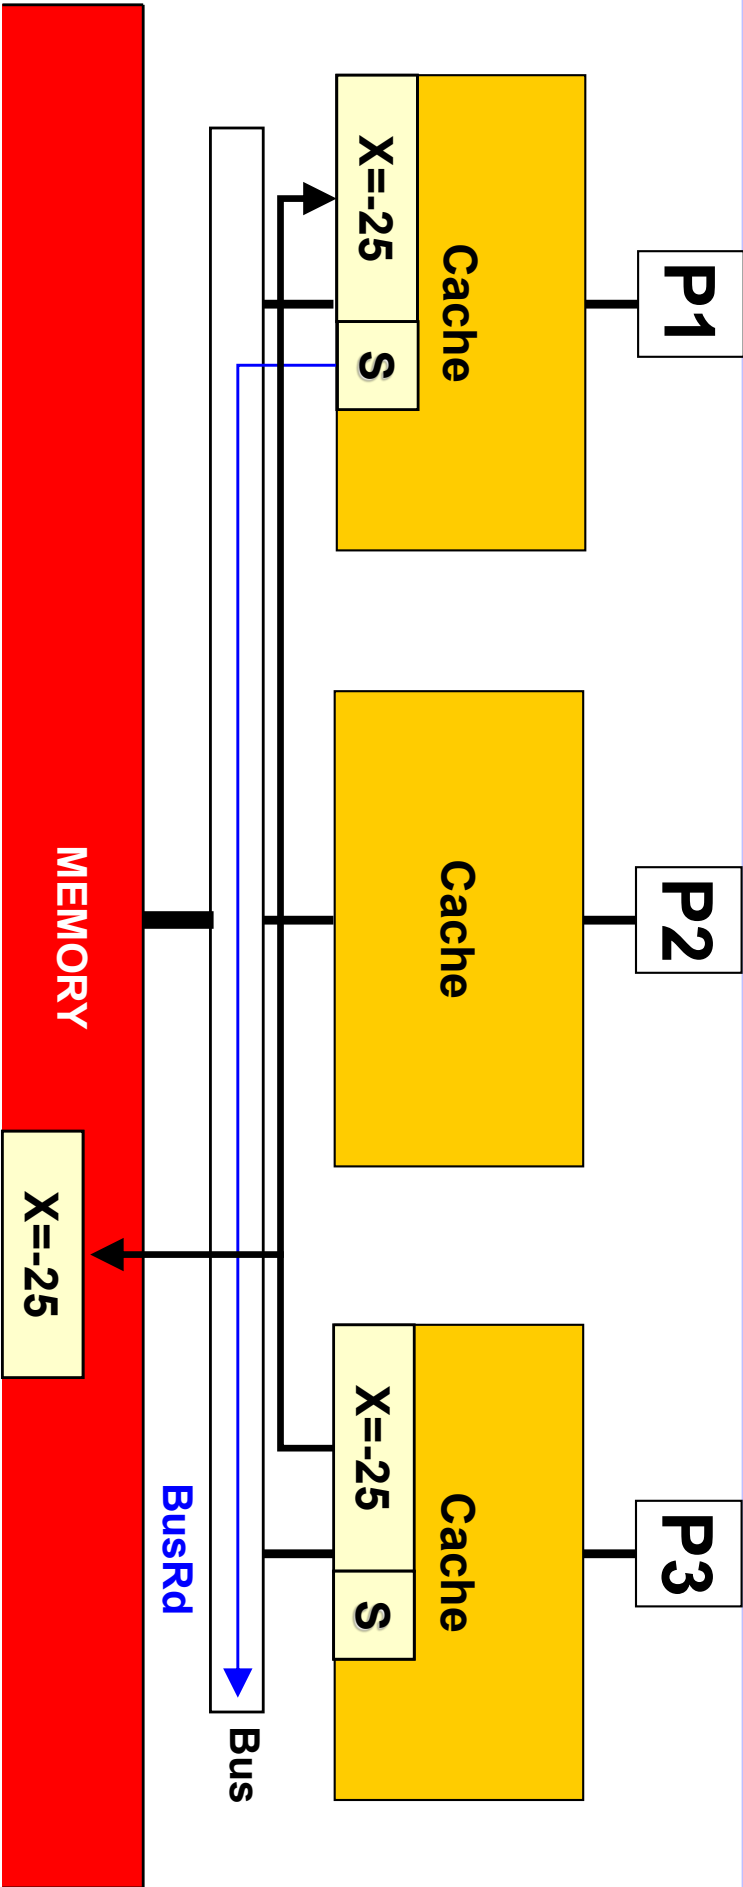 P1
P2
P3
Cache
Cache
Cache
X=-25
S
X=-25
S
Bus
BusRd
MEMORY
X=-25